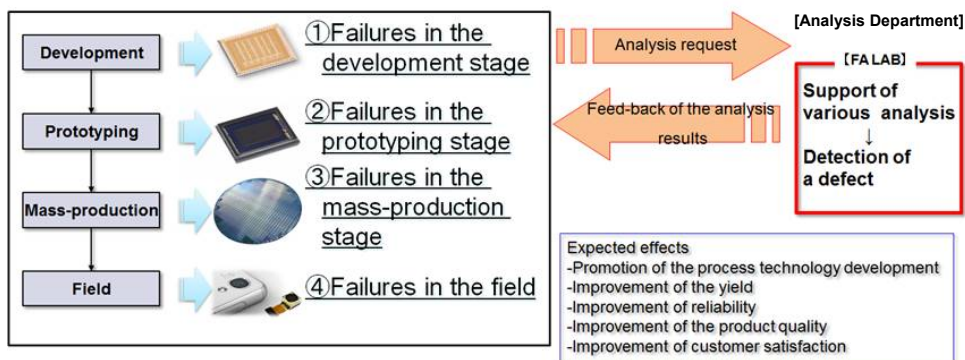 Development
①Failures in the
development stage
Prototyping
②Failures in the
prototyping stage
Mass-production
③Failures in the
mass-production
stage
Field
④Failures in the field
Analysis request
Feed-back of the analysis
results
[Analysis Department]
[FA LAB]
Support of
various analysis
↓
Detection of
a defect
Expected effects
-Promotion of the process technology development
-Improvement of the yield
-Improvement of reliability
-Improvement of the product quality
-Improvement of customer satisfaction